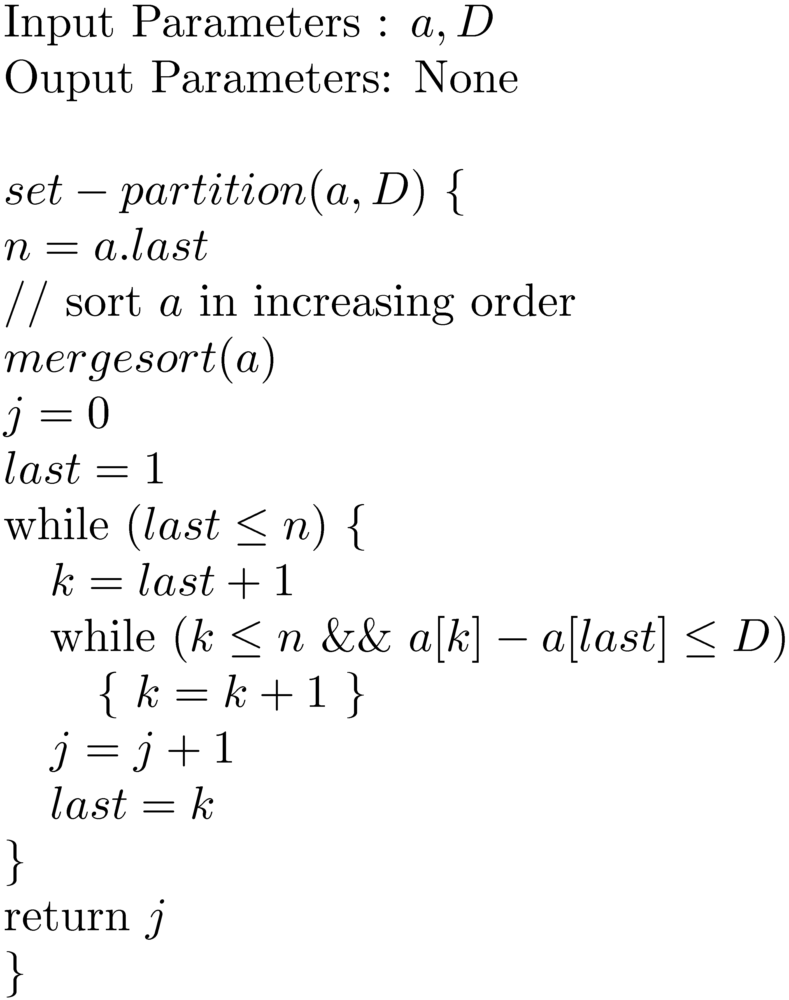 Input Parameters : a, D
Ouput Parameters: None
set − partition(a, D) {
n = a.last
// sort a in increasing order
mergesort(a)
j = 0
last = 1
while (last ≤ n) {
k = last + 1
while (k ≤ n && a[k] − a[last] ≤ D)
{ k = k + 1 }
j = j + 1
last = k
}
return j
}